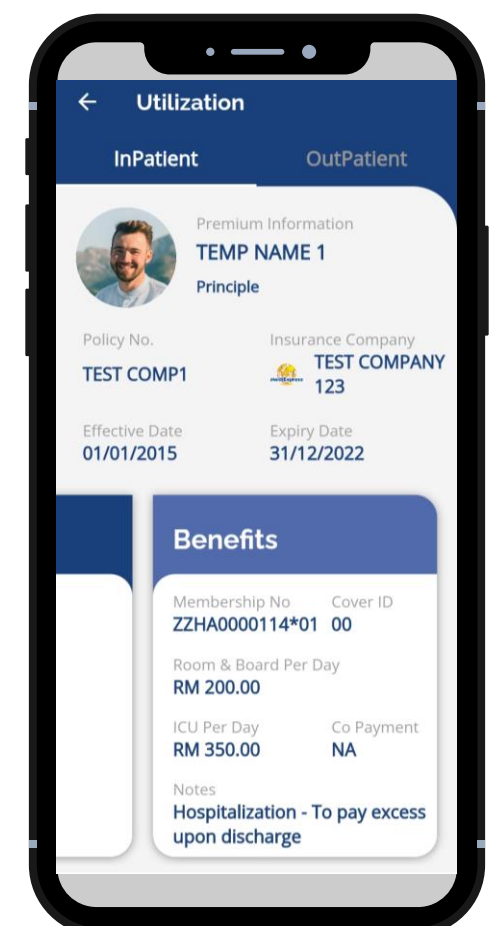 Utilization
InPatient OutPatient
Premium Information
TEMP NAME 1
Principle
Policy No. Insurance Company
TEST COMP1 TEST COMPANY
123
Effective Date Expiry Date
01/01/2015 31/12/2022
Benefits
Membership No Cover ID
ZZHA0000114*01 00
Room & Board Per Day
RM 200.00
ICU Per Day Co Payment
RM 350.00 NA
Notes
Hospitalization - To pay excess
upon discharge